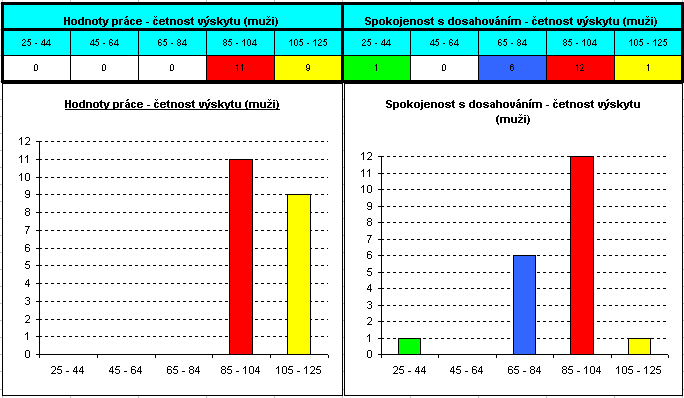 Hodnoty práce - četnost výskytu (muži)
25 - 44 45 - 64 65 - 84 85 - 104 105 - 125
0 0 0 11 9
Spokojenost s dosahováním - četnost výskytu (muži)
25 - 44 45 - 64 65 - 84 85 - 104 105 - 125
1 0 6 12 1
Hodnoty práce - četnost výskytu (muži)
12
11
10
9
8
7
6
5
4
3
2
1
0
25 - 44 45 - 64 65 - 84 85 - 104 105 - 125
Spokojenost s dosahováním - četnost výskytu
(muži)
12
11
10
9
8
7
6
5
4
3
2
1
0
25 - 44 45 - 64 65 - 84 85 - 104 105 - 125